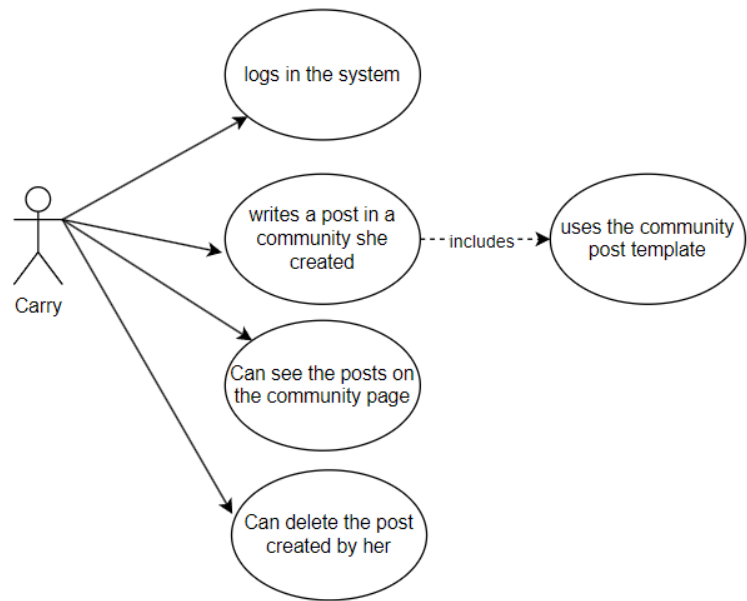 logs in the system
writes a post in a
community she
created
includes
uses the community
post template
Carry
Can see the posts on
the community page
Can delete the post
created by her